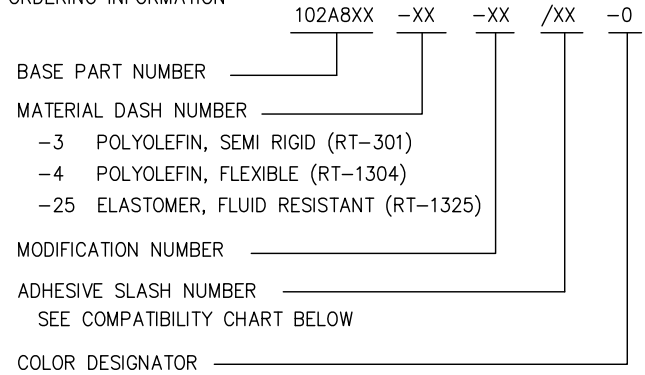 ORDERING INFORMATION
102A8XX -XX -XX /XX -0
BASE PART NUMBER
MATERIAL DASH NUMBER
-3 POLYOLEFIN, SEMI RIGID (RT-301)
-4 POLYOLEFIN, FLEXIBLE (RT-1304)
-25 ELASTOMER, FLUID RESISTANT (RT-1325)
MODIFICATION NUMBER
ADHESIVE SLASH NUMBER
SEE COMPATIBILITY CHART BELOW
COLOR DESIGNATOR